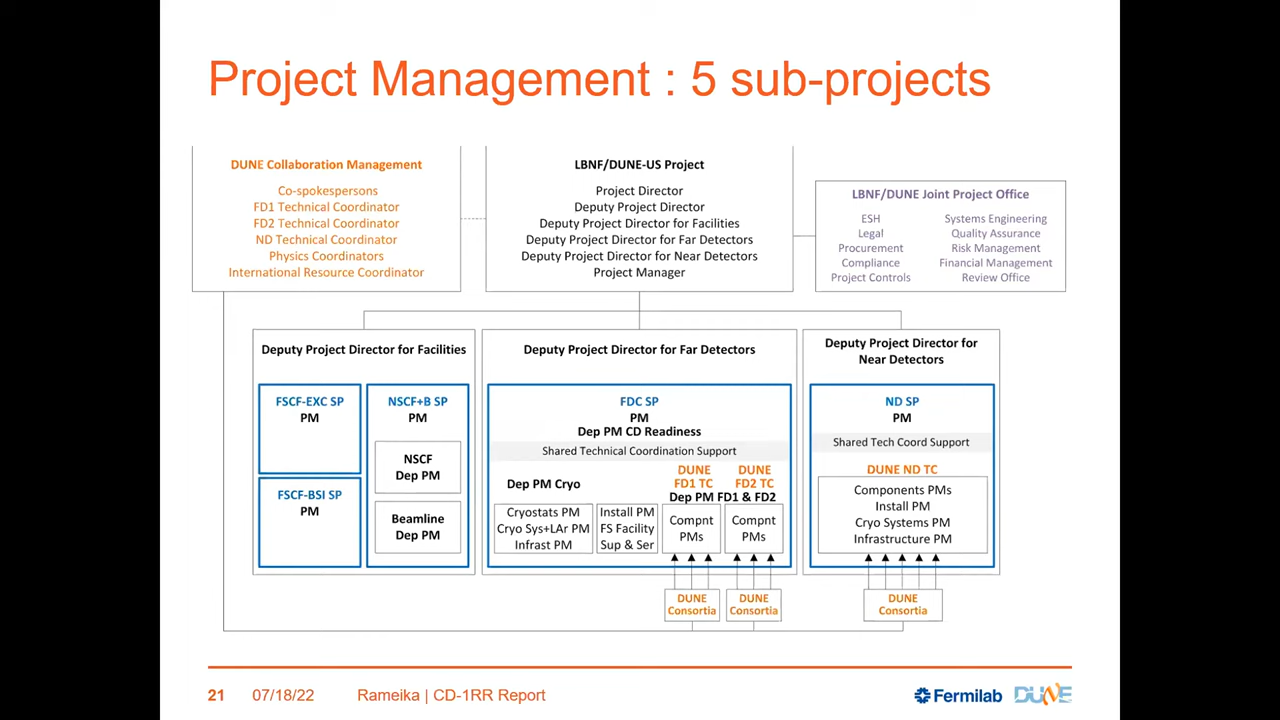 Project Management : 5 sub-projects
DUNE Collaboration Management
Co-spokespersons
FD1 Technical Coordinator
FD2 Technical Coordinator
ND Technical Coordinator
Physics Coordinators
International Resource Coordinator
LBNF/DUNE-US Project
Project Director
Deputy Project Director
Deputy Project Director for Facilities
Deputy Project Director for Far Detectors
Deputy Project Director for Near Detectors
Project Manager
LBNF/DUNE Joint Project Office
ESH
Legal
Procurement
Compliance
Project Controls
Systems Engineering
Quality Assurance
Risk Management
Financial Management
Review Office
Deputy Project Director for Facilities
FSCF-EXC SP
PM
FSCF-BSI SP
PM
NSCF+B SP
PM
NSCF
Dep PM
Beamline
Dep PM
Deputy Project Director for Far Detectors
FDC SP
PM
Dep PM CD Readiness
Shared Technical Coordination Support
Dep PM Cryo
Cryostats PM
Cryo Sys+LAr PM
Infrast PM
Install PM
FS Facility
Sup & Ser
DUNE
FD1 TC
DUNE
FD2 TC
Dep PM FD1 & FD2
Compnt
PMs
Compnt
PMs
DUNE
Consortia
DUNE
Consortia
Deputy Project Director for
Near Detectors
ND SP
PM
Shared Tech Coord Support
DUNE ND TC
Components PMs
Install PM
Cryo Systems PM
Infrastructure PM
DUNE
Consortia
21 07/18/22 Rameika | CD-1RR Report
Fermilab
DUNE